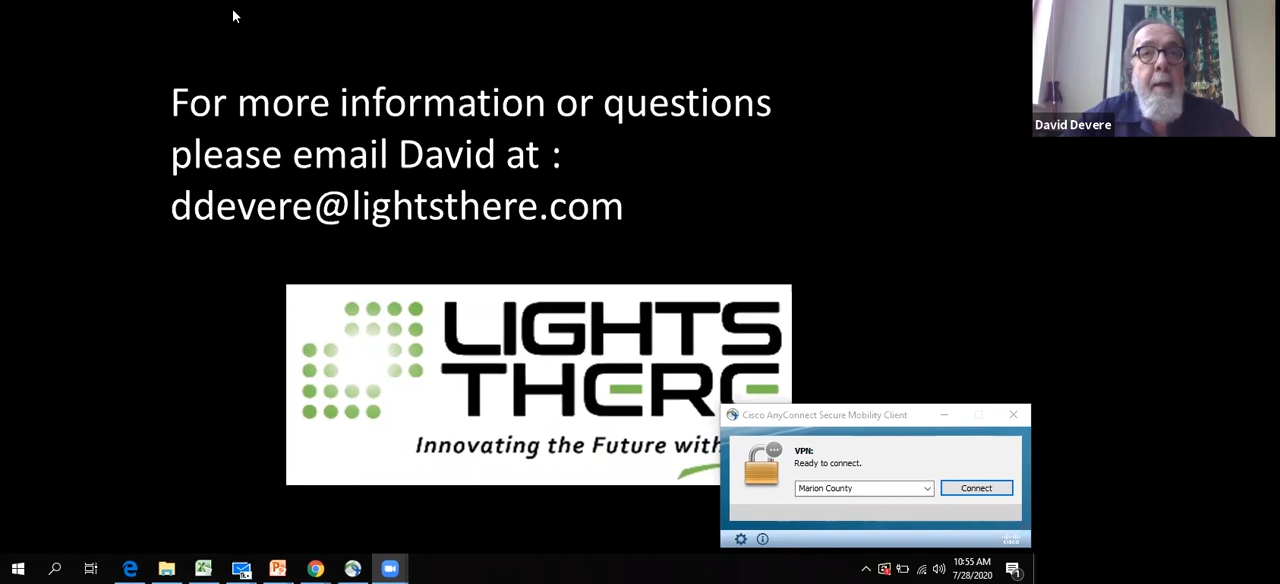 For more information or questions
please email David at :
ddevere@lightsthere.com
David Devere
LIGHTS
THERE
Innovating the Future with
Cisco AnyConnect Secure Mobility Client
VPN:
Ready to connect.
Marion County
Connect
cisco
10:55 AM
7/28/2020